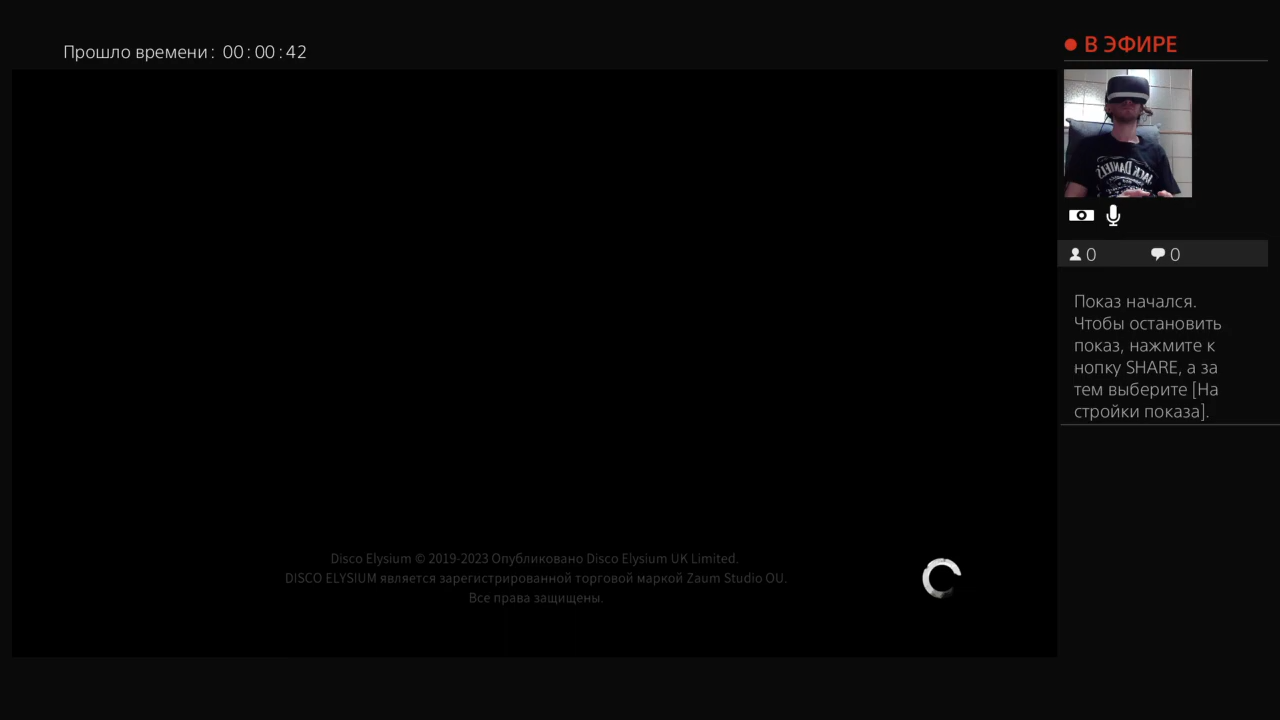 Прошло времени: 00:00:42
В ЭФИРЕ
JACK DANIEL'S
0 0
Показ начался.
Чтобы остановить
показ, нажмите к
нопку SHARE, а за
тем выберите [На
стройки показа].
Disco Elysium © 2019-2023 Опубликовано Disco Elysium UK Limited.
DISCO ELYSIUM является зарегистрированной торговой маркой Zaum Studio OU.
Все права защищены.